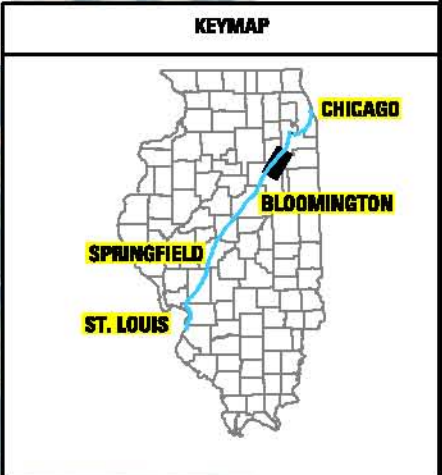 KEYMAP
CHICAGO
BLOOMINGTON
SPRINGFIELD
ST. LOUIS